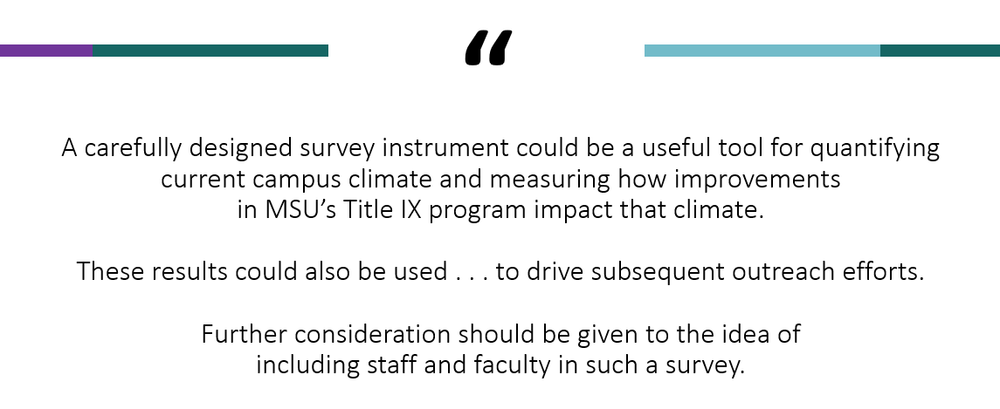 “
A carefully designed survey instrument could be a useful tool for quantifying
current campus climate and measuring how improvements
in MSU’s Title IX program impact that climate.
These results could also be used . . . to drive subsequent outreach efforts.
Further consideration should be given to the idea of
including staff and faculty in such a survey.